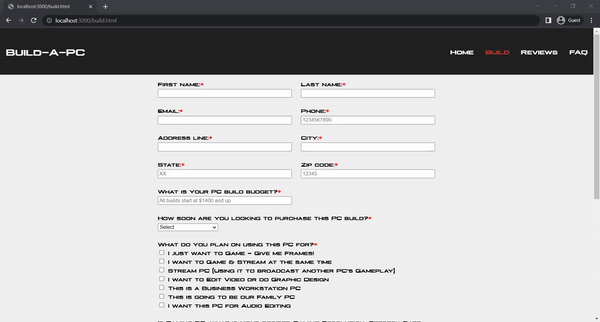 localhost:3000/build.html
localhost:3000/build.html
Guest
Build-A-PC
Home
Build
Reviews
FAQ
First name:*
Last name:*
Email:*
Phone:*
1234567890
Address line:*
City:*
State:*
Zip code:*
XX
12345
What is your PC build budget?*
All builds start at $1400 and up
How soon are you looking to purchase this PC build?*
Select
What do you plan on using this PC for?*
I just want to Game - Give me Frames!
I want to Game & Stream at the same time
Stream PC (Using it to broadcast another PC's Gameplay)
I want to Edit Video or do Graphic Design
This is a Business Workstation PC
This is going to be our Family PC
I want this PC for Audio Editing